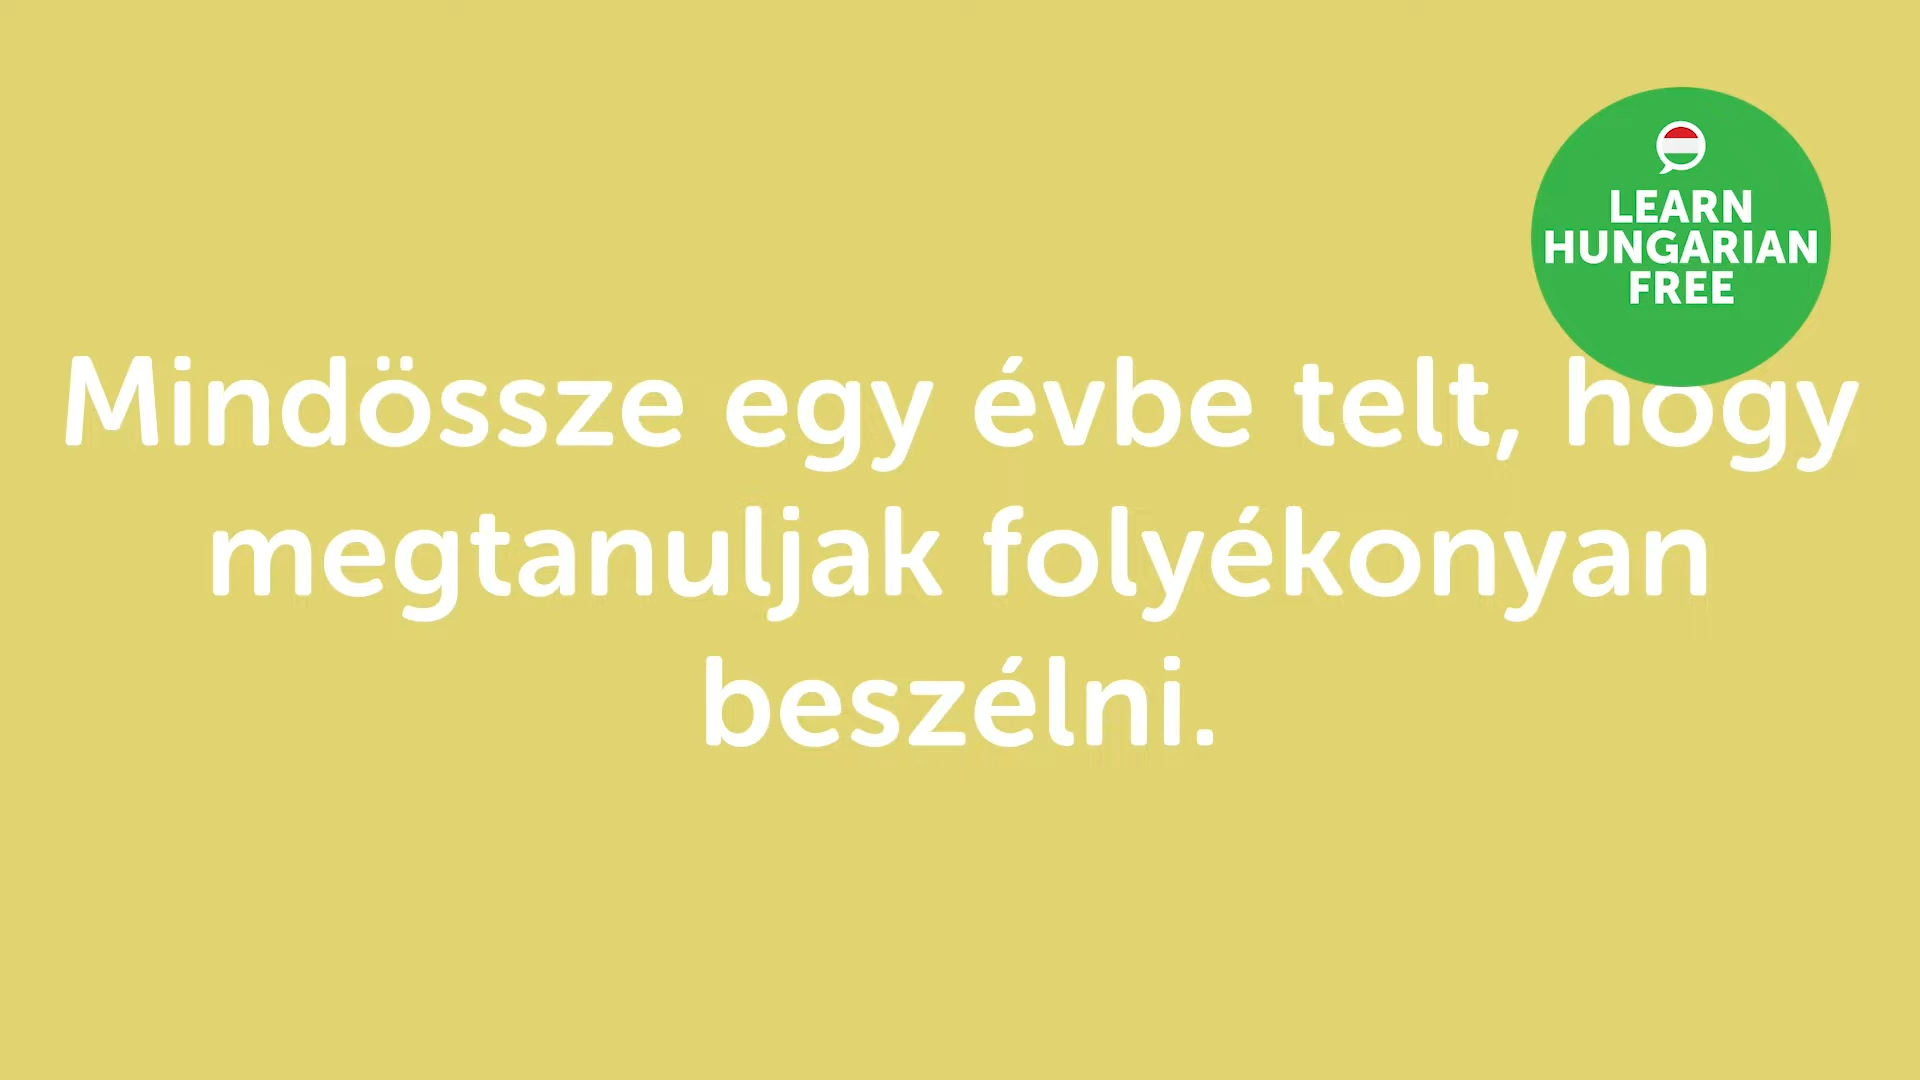 LEARN
HUNGARIAN
FREE
Mindössze egy évbe telt, hogy
megtanuljak folyékonyan
beszélni.